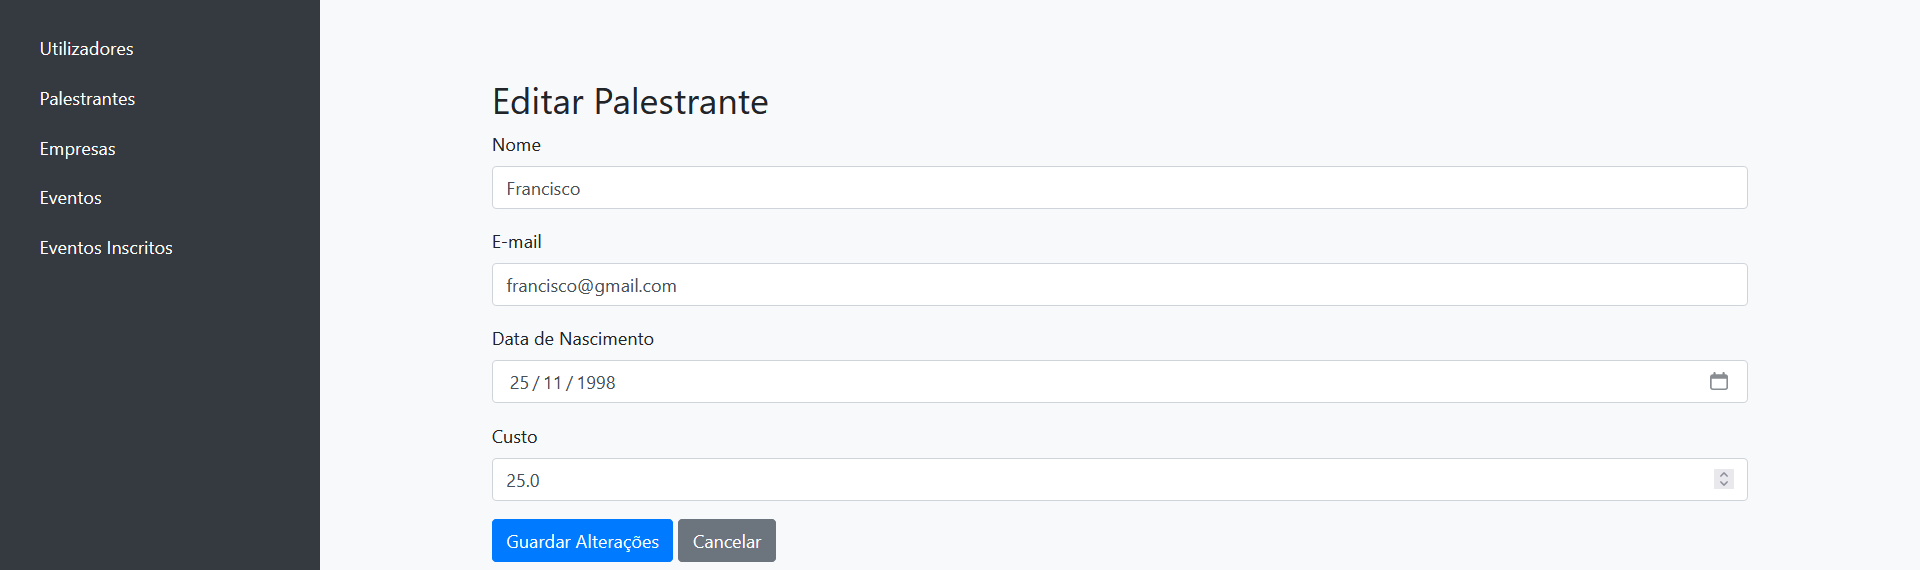 Utilizadores
Palestrantes
Empresas
Eventos
Eventos Inscritos
Editar Palestrante
Nome
Francisco
E-mail
francisco@gmail.com
Data de Nascimento
25/11/1998
Custo
25.0
Guardar Alterações Cancelar